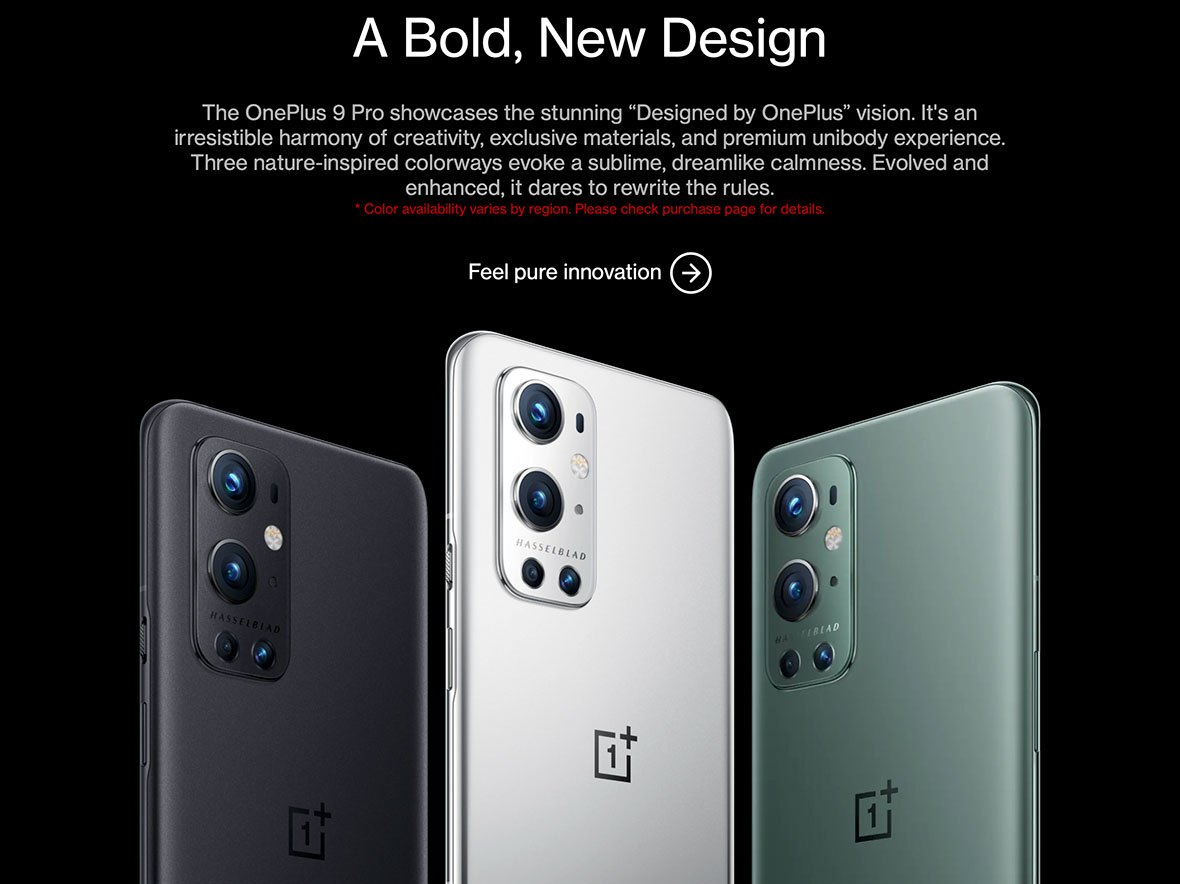 A Bold, New Design
The OnePlus 9 Pro showcases the stunning “Designed by OnePlus” vision. It's an
irresistible harmony of creativity, exclusive materials, and premium unibody experience.
Three nature-inspired colorways evoke a sublime, dreamlike calmness. Evolved and
enhanced, it dares to rewrite the rules.
* Color availability varies by region. Please check purchase page for details.
Feel pure innovation
HASSELBLAD
HASSELBLAD
HASSELBLAD
1+
1+
1+